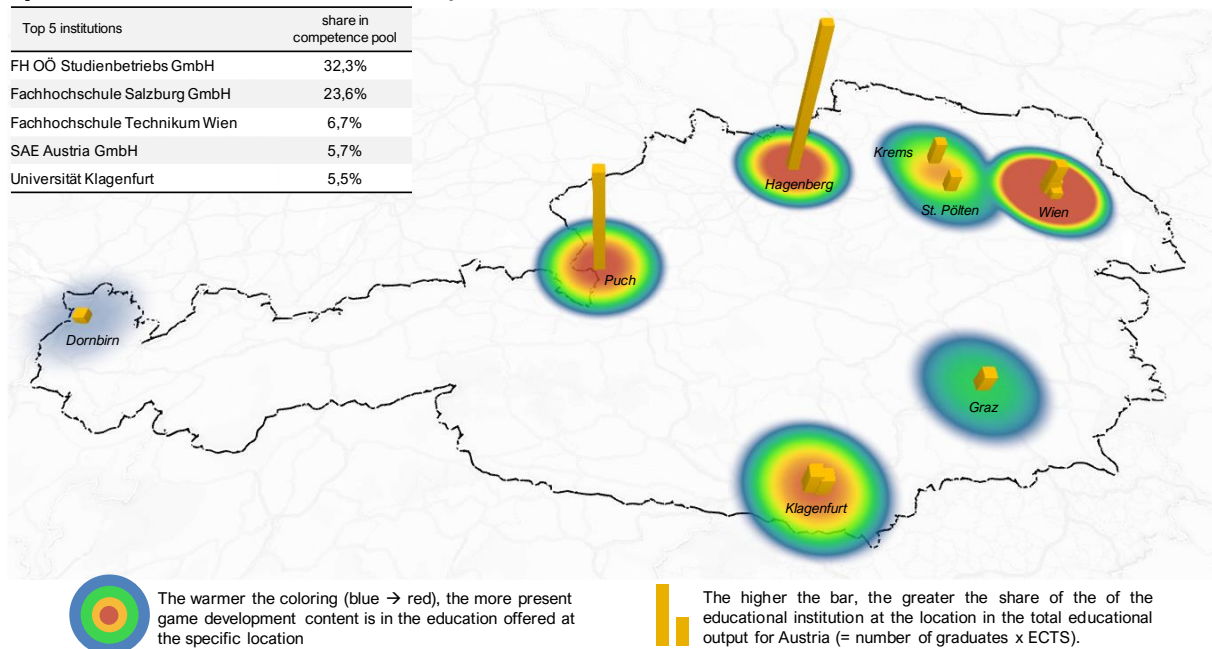 Top 5 institutions
share in
competence pool
FH OÖ Studienbetriebs GmbH 32,3%
Fachhochschule Salzburg GmbH 23,6%
Fachhochschule Technikum Wien 6,7%
SAE Austria GmbH 5,7%
Universität Klagenfurt 5,5%
Krems
Hagenberg
St. Pölten
Wien
Puch
Dornbirn
Graz
Klagenfurt
The warmer the coloring (blue → red), the more present
game development content is in the education offered at
the specific location
The higher the bar, the greater the share of the of the
educational institution at the location in the total educational
output for Austria (= number of graduates x ECTS).